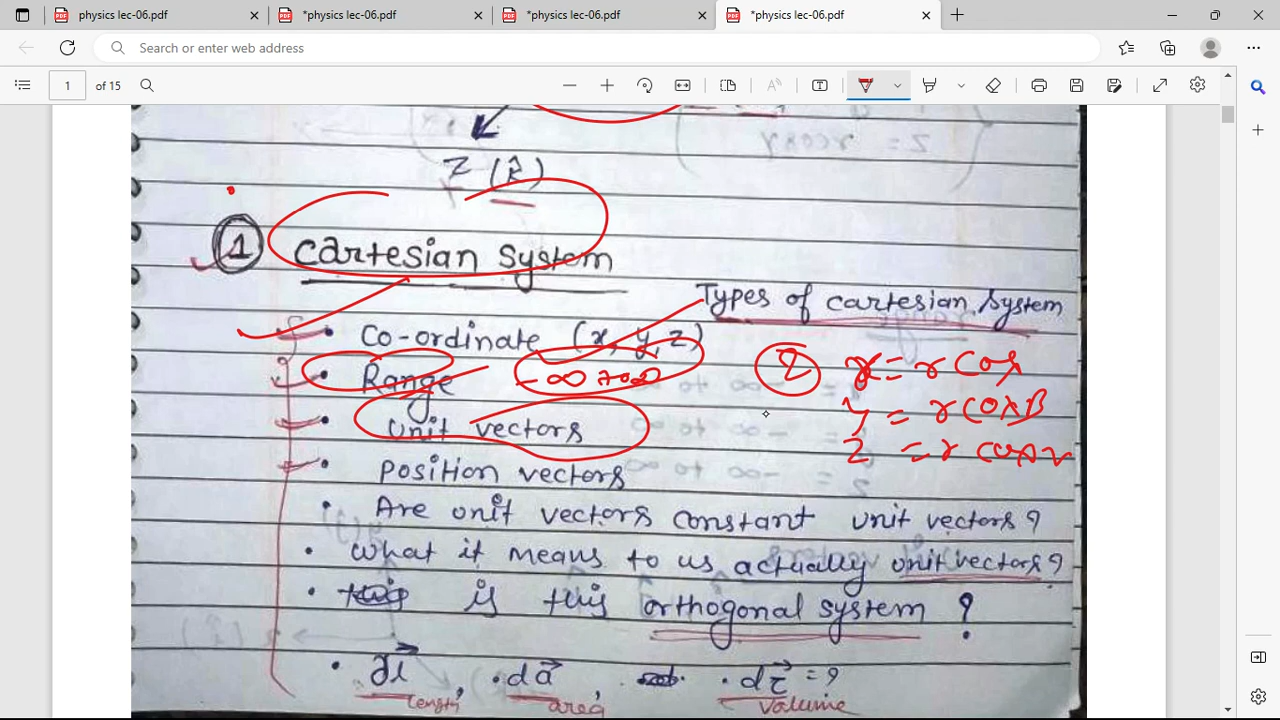 physics lec-06.pdf
*physics lec-06.pdf
*physics lec-06.pdf
*physics lec-06.pdf
Search or enter web address
1 of 15
z = r cosγ
Z (k̂)
① Cartesian System
Types of cartesian System
• Co-ordinate (x, y, z)
• Range -∞ to ∞
x = r Cos
• Unit vectors
y = r cosβ
z = r cos
• Position vectors
• Are unit vectors constant unit vectors?
• What it means to us actually unit vectors?
• is this orthogonal system?
• dl⃗, • da⃗, • dτ⃗ = ?
length area Volume